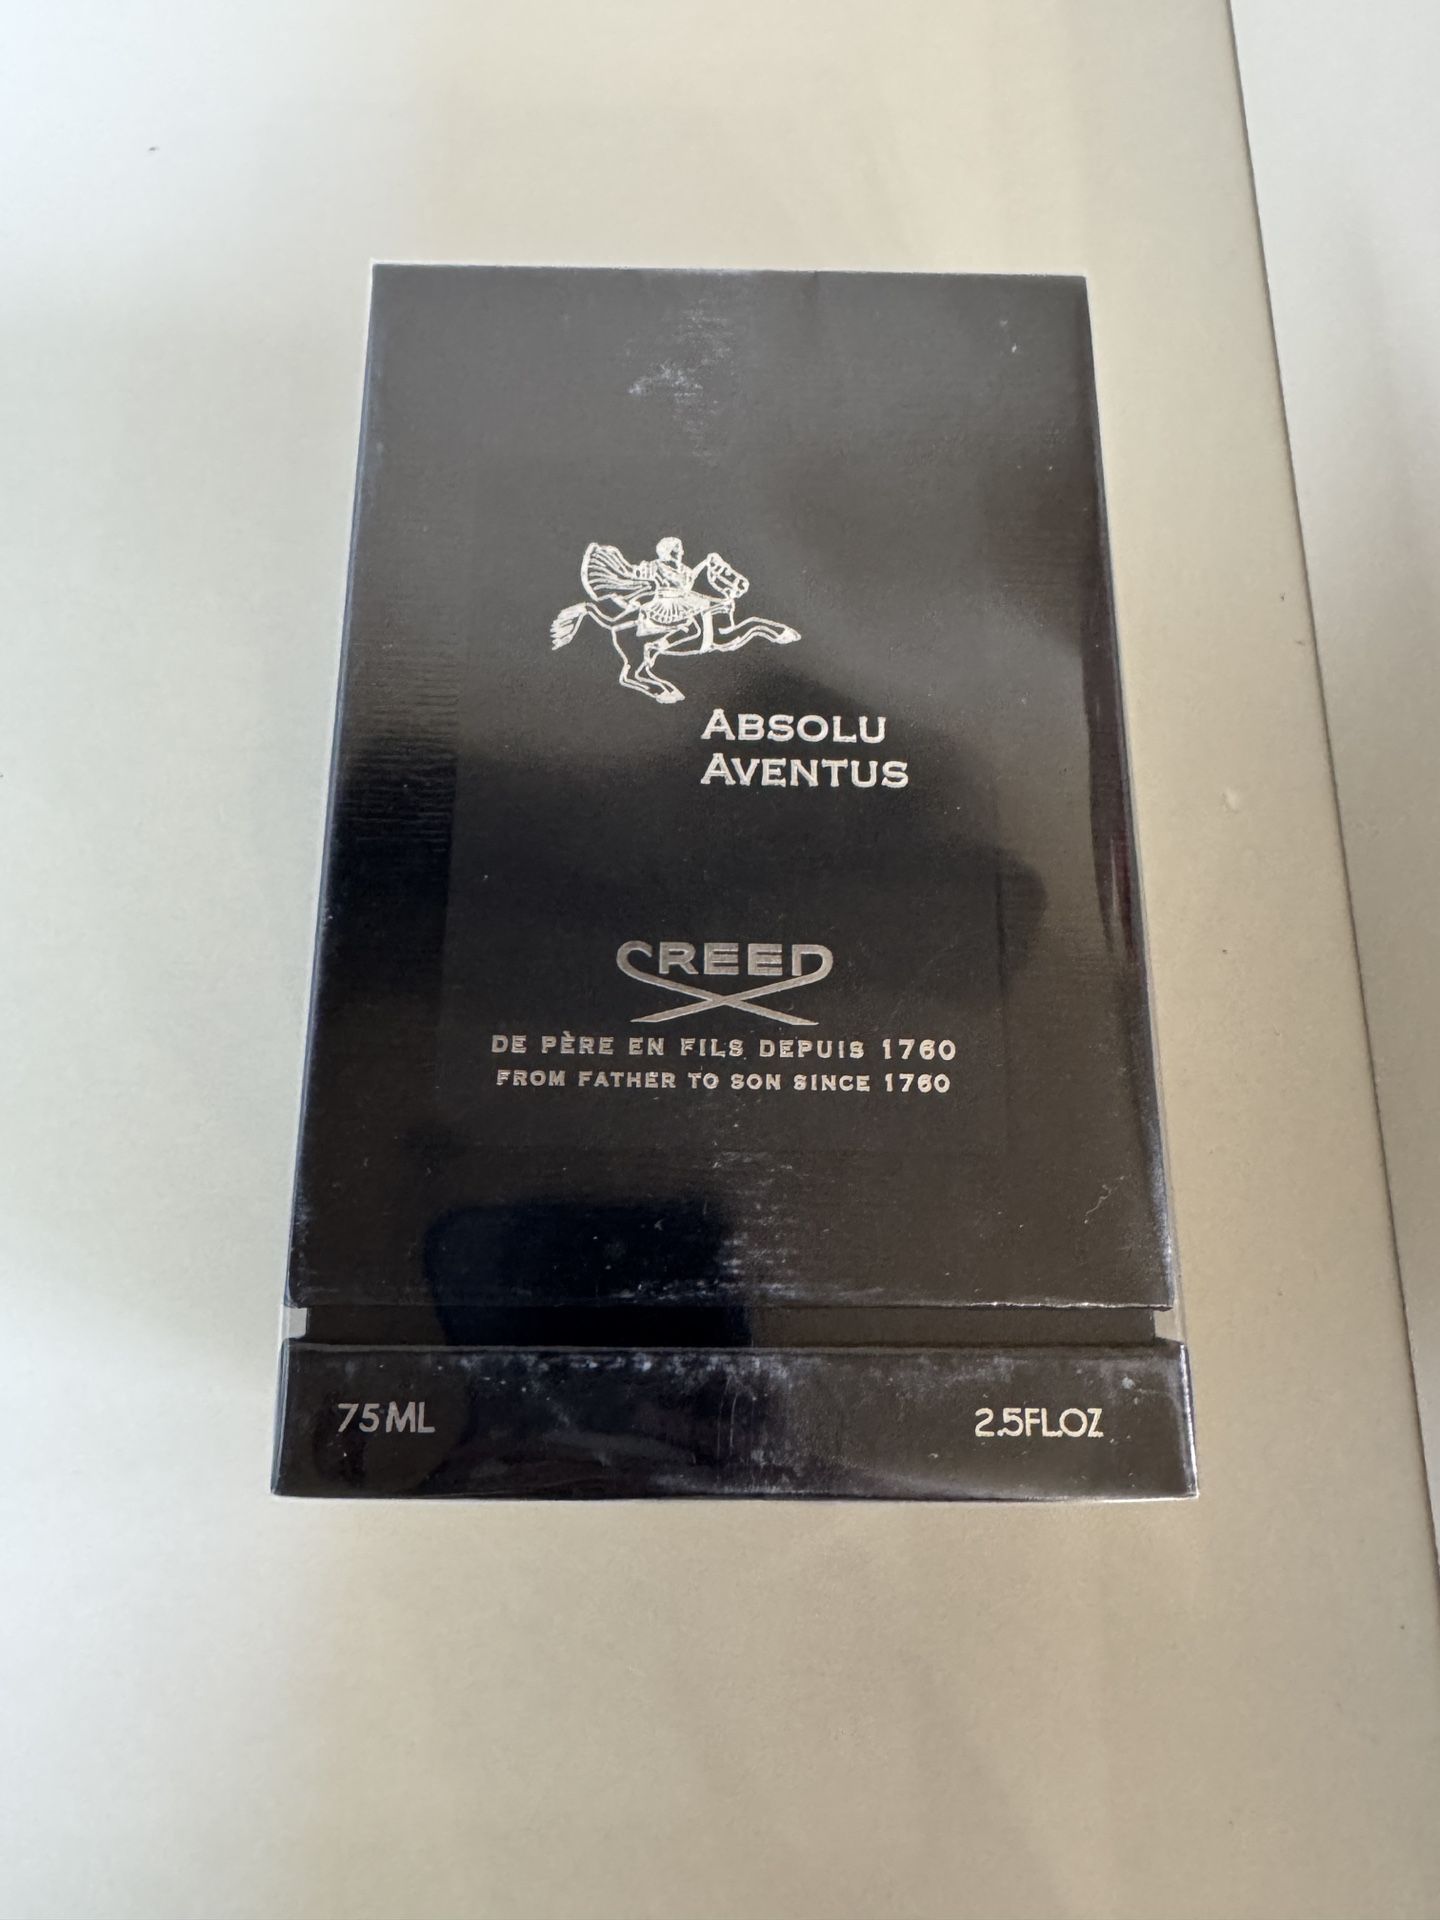 ABSOLU
AVENTUS
CREED
DE PÈRE EN FILS DEPUIS 1760
FROM FATHER TO SON SINCE 1760
75ML
2.5FL.OZ